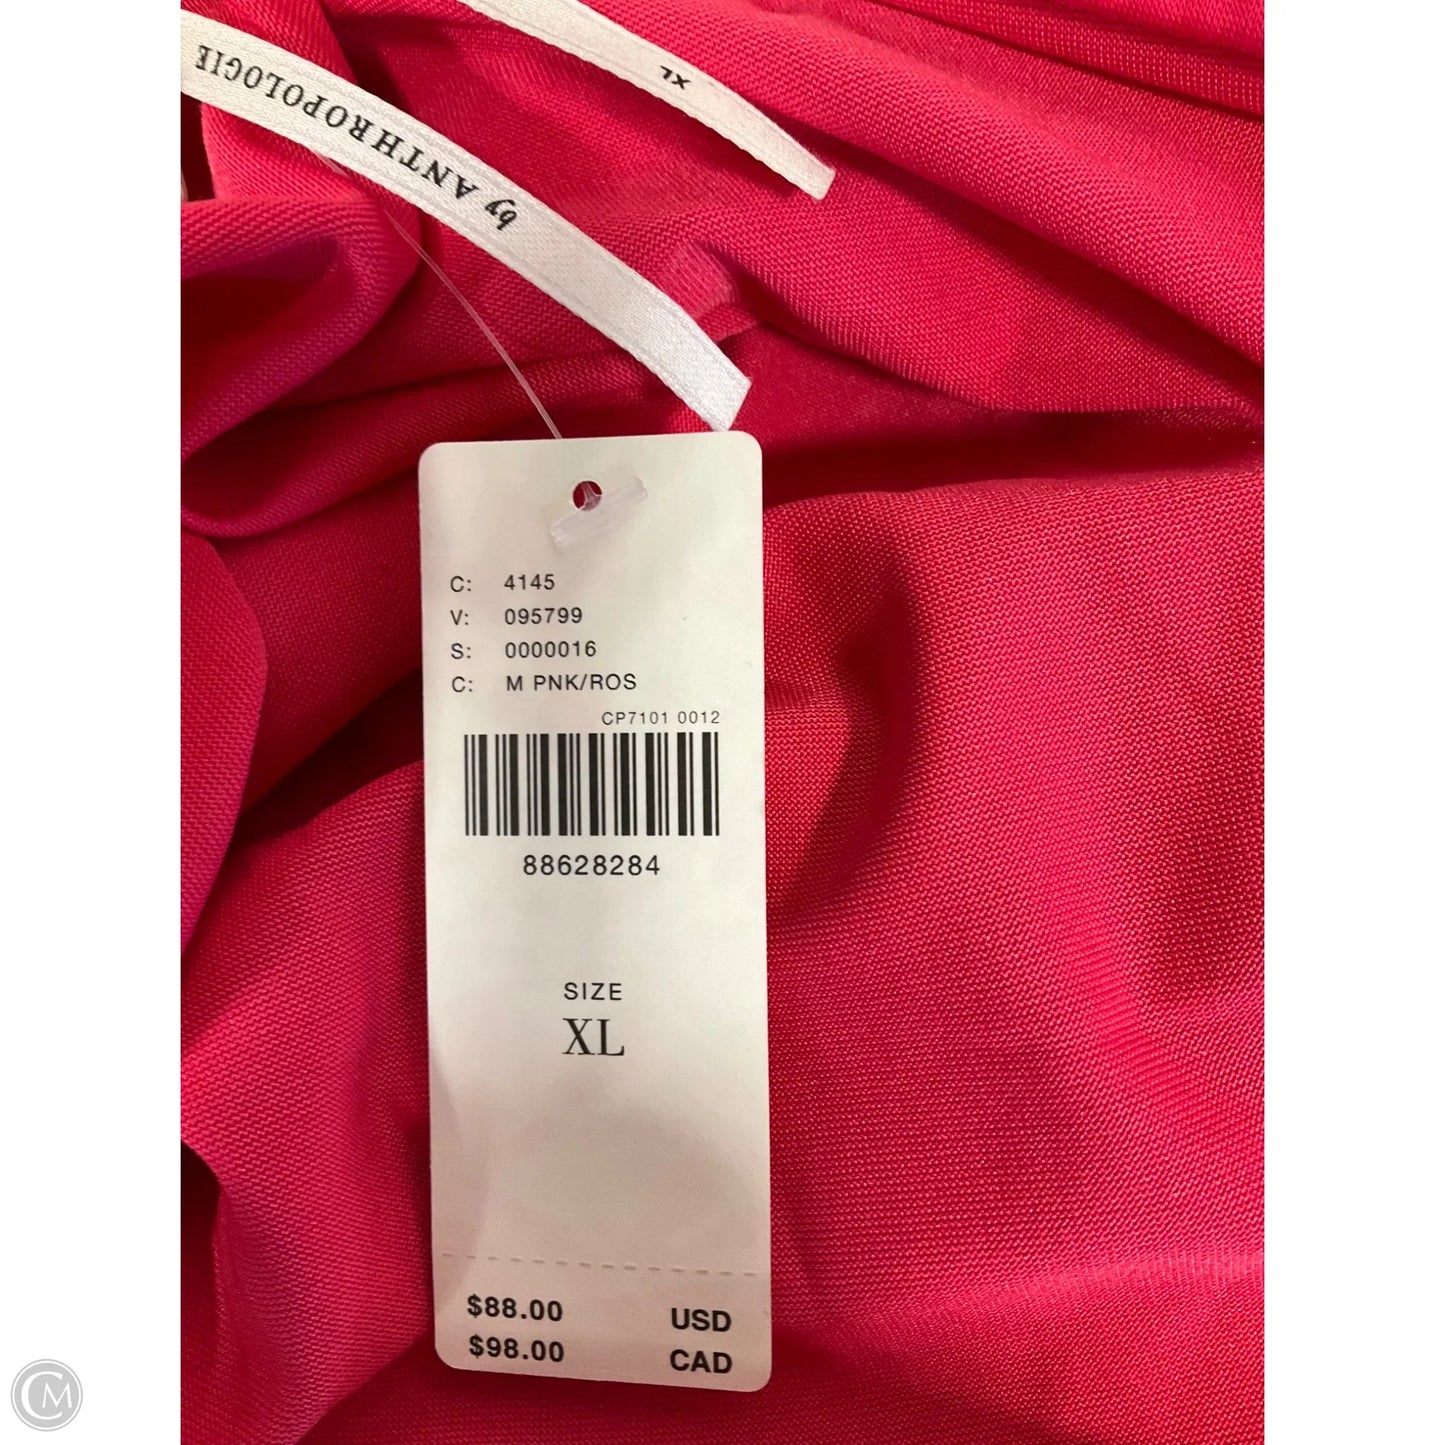 XL
by ANTHROPOLOGIE
C: 4145
V: 095799
S: 0000016
C: M PNK/ROS
CP7101 0012
88628284
SIZE
XL
$88.00 USD
$98.00 CAD
CM